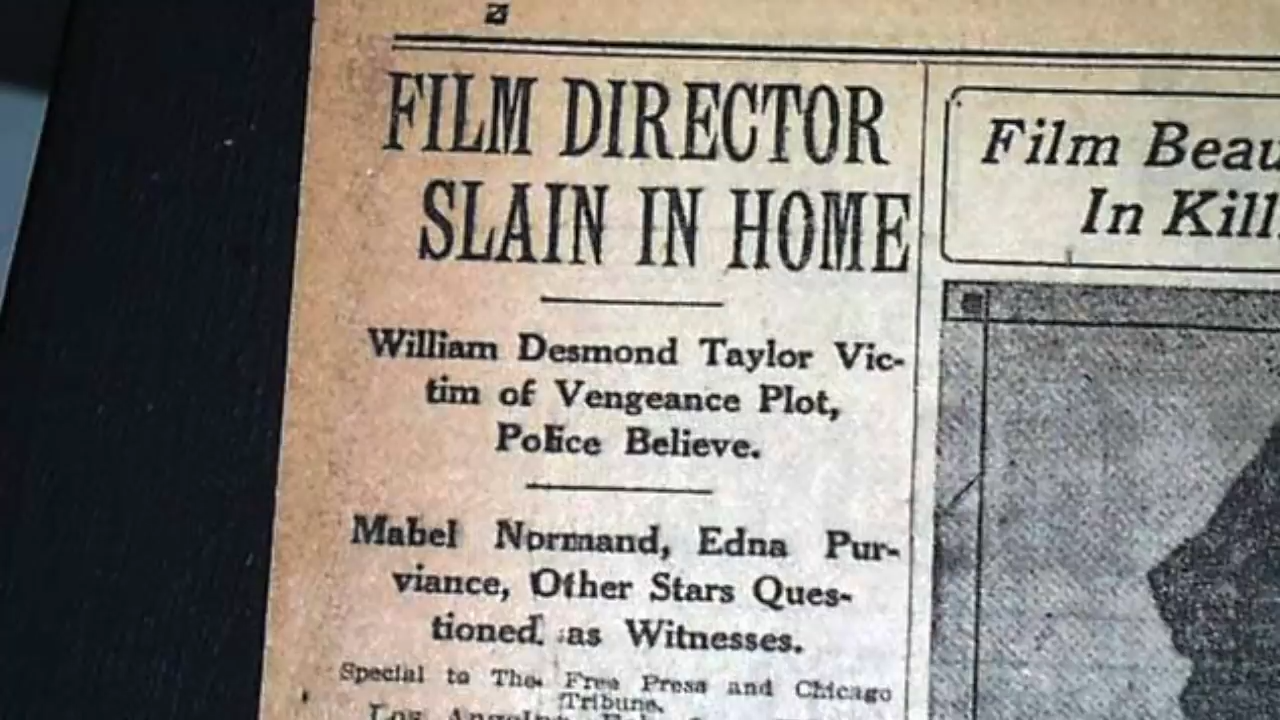 FILM DIRECTOR
SLAIN IN HOME
William Desmond Taylor Vic-
tim of Vengeance Plot,
Police Believe.
Mabel Normand, Edna Pur-
viance, Other Stars Ques-
tioned as Witnesses.
Special to The Free Press and Chicago
Tribune.
Los
Film Beau
In Kill